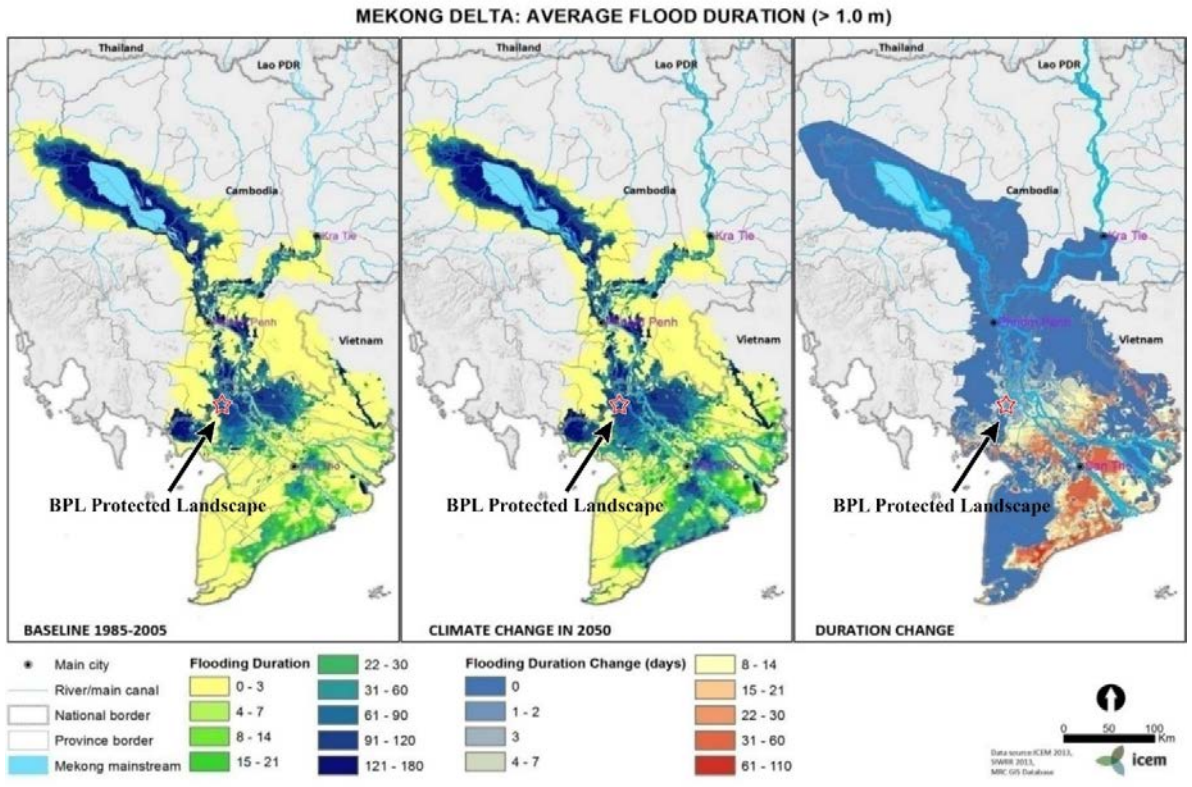 MEKONG DELTA: AVERAGE FLOOD DURATION (> 1.0 m)
Thailand
Lao PDR
Cambodia
Kra Tie
Penh
Vietnam
BPL Protected Landscape
BASELINE 1985-2005
Thailand
Lao PDR
Cambodia
Kra Tie
Penh
Vietnam
BPL Protected Landscape
CLIMATE CHANGE IN 2050
Thailand
Lao PDR
Cambodia
Kra Tie
Phnom Penh
Vietnam
Can Tho
BPL Protected Landscape
DURATION CHANGE
Main city
River/main canal
National border
Province border
Mekong mainstream
Flooding Duration
0 - 3
4 - 7
8 - 14
15 - 21
22 - 30
31 - 60
61 - 90
91 - 120
121 - 180
Flooding Duration Change (days)
0
1 - 2
3
4 - 7
8 - 14
15 - 21
22 - 30
31 - 60
61 - 110
0 50 100
Km
Data source ICEM 2013,
SIWRR 2013,
MRC GIS Database
icem